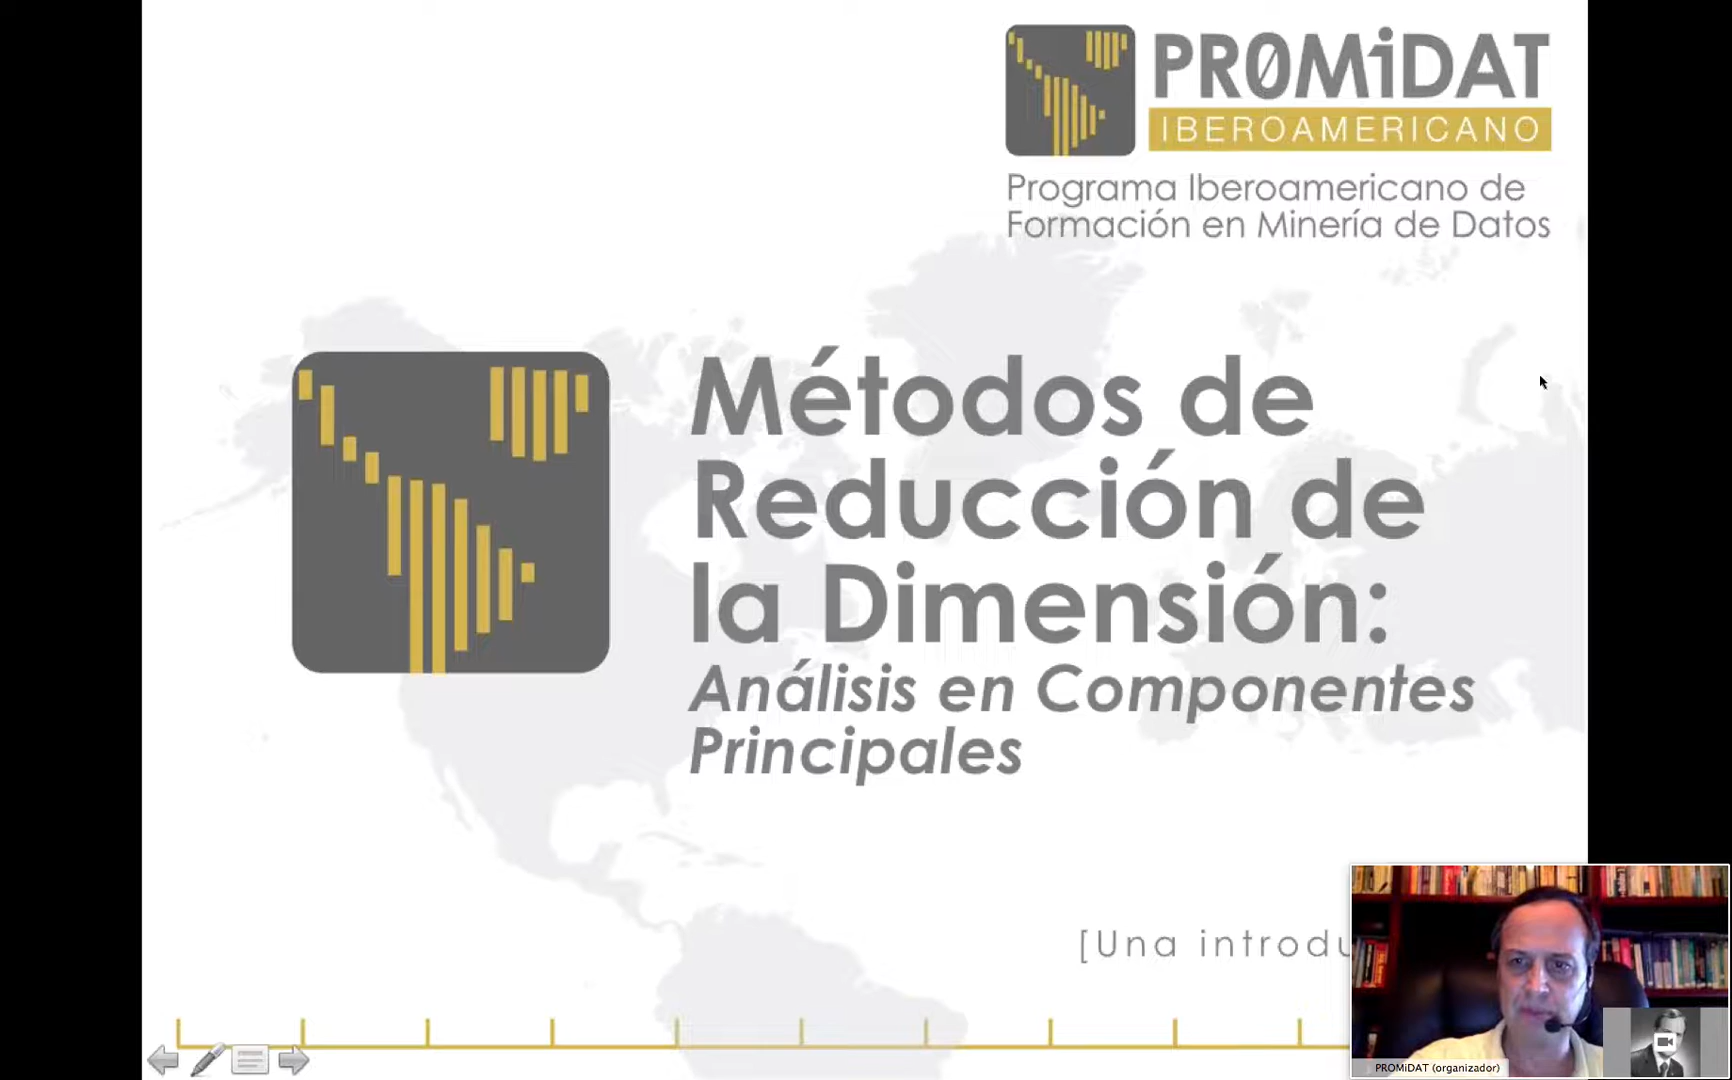 PR0MiDAT
IBEROAMERICANO
Programa Iberoamericano de
Formación en Minería de Datos
Métodos de
Reducción de
la Dimensión:
Análisis en Componentes
Principales
[Una introdu
PROMiDAT (organizador)